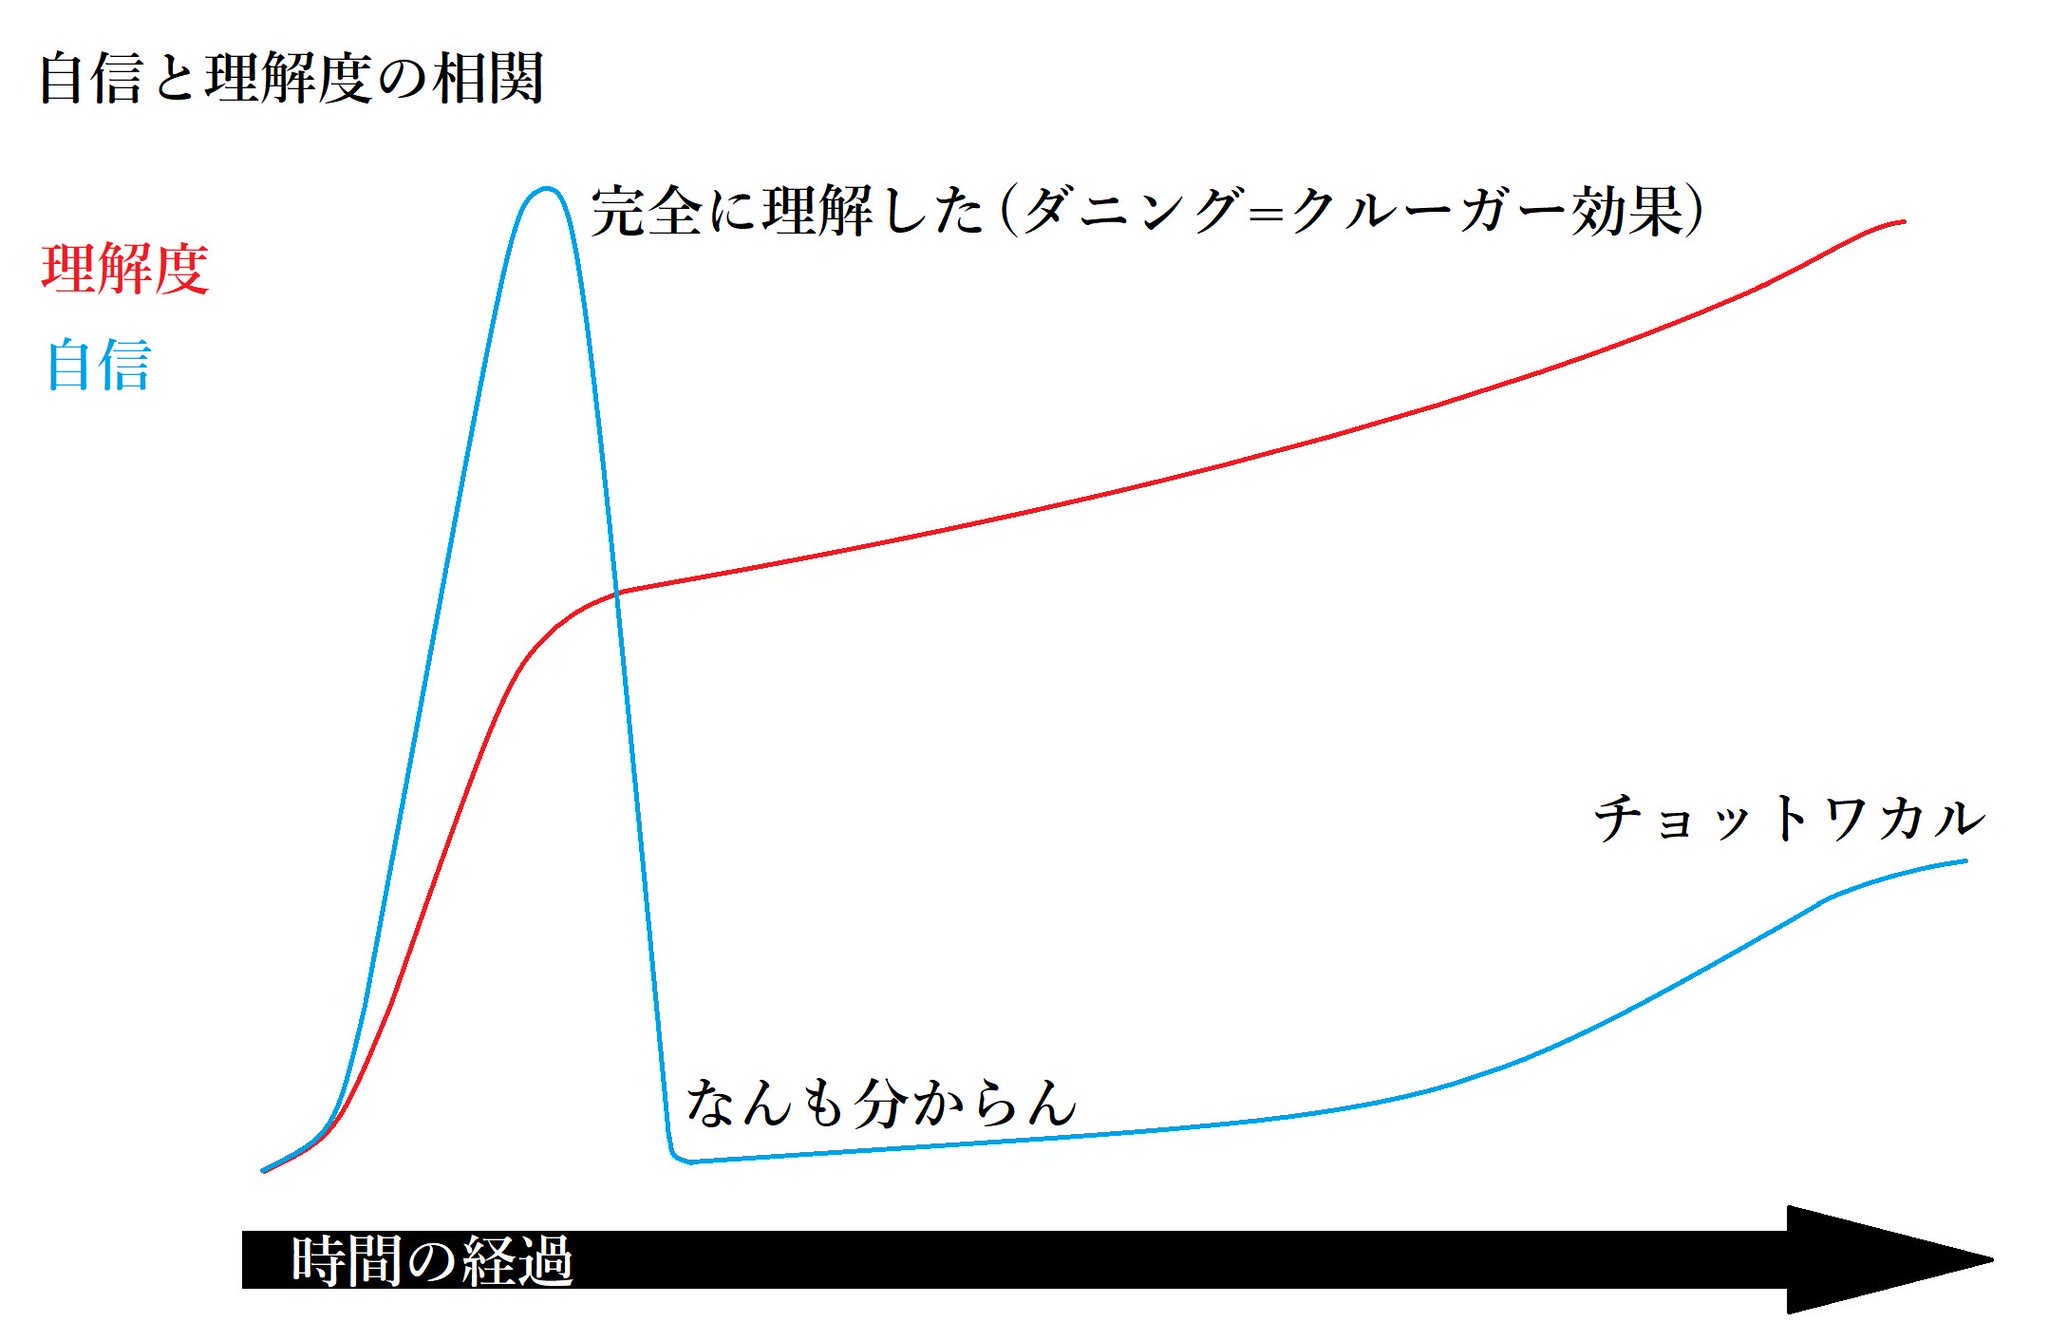 自信と理解度の相関
完全に理解した(ダニング=クルーガー効果)
理解度
自信
チョットワカル
なんも分からん
時間の経過